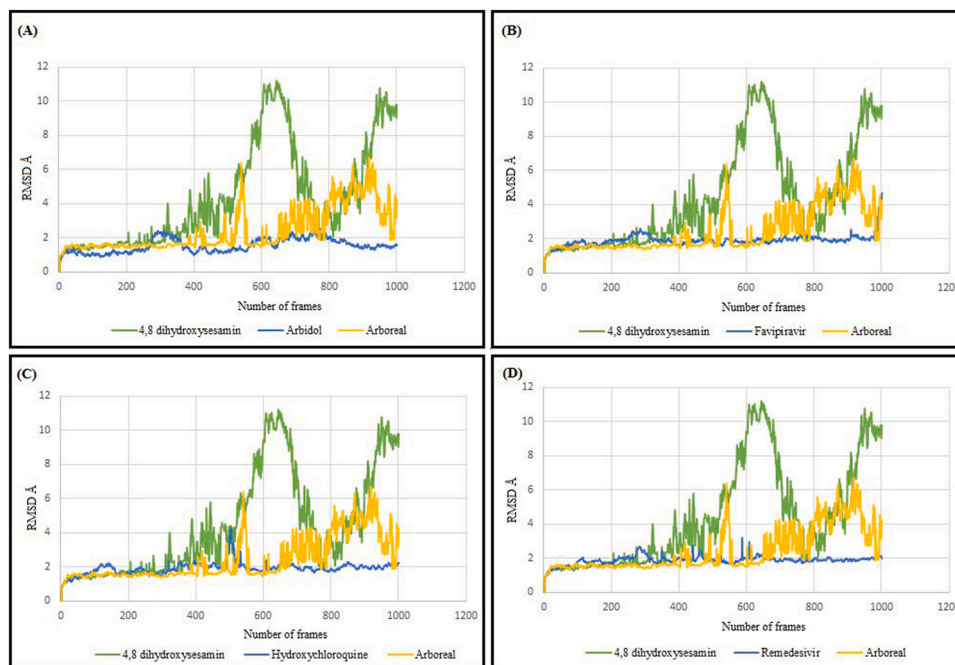 (A)
12
10
8
6
4
2
0
RMSD Å
0 200 400 600 800 1000 1200
Number of frames
4,8 dihydroxysesamin Arbidol Arboreal
(B)
12
10
8
6
4
2
0
RMSD Å
0 200 400 600 800 1000 1200
Number of frames
4,8 dihydroxysesamin Favipiravir Arboreal
(C)
12
10
8
6
4
2
0
RMSD Å
0 200 400 600 800 1000 1200
Number of frames
4,8 dihydroxysesamin Hydroxychloroquine Arboreal
(D)
12
10
8
6
4
2
0
RMSD Å
0 200 400 600 800 1000 1200
Number of frames
4,8 dihydroxysesamin Remedesivir Arboreal